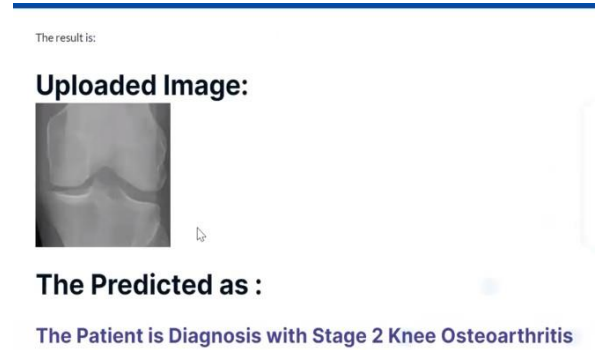 The result is:
Uploaded Image:
The Predicted as :
The Patient is Diagnosis with Stage 2 Knee Osteoarthritis